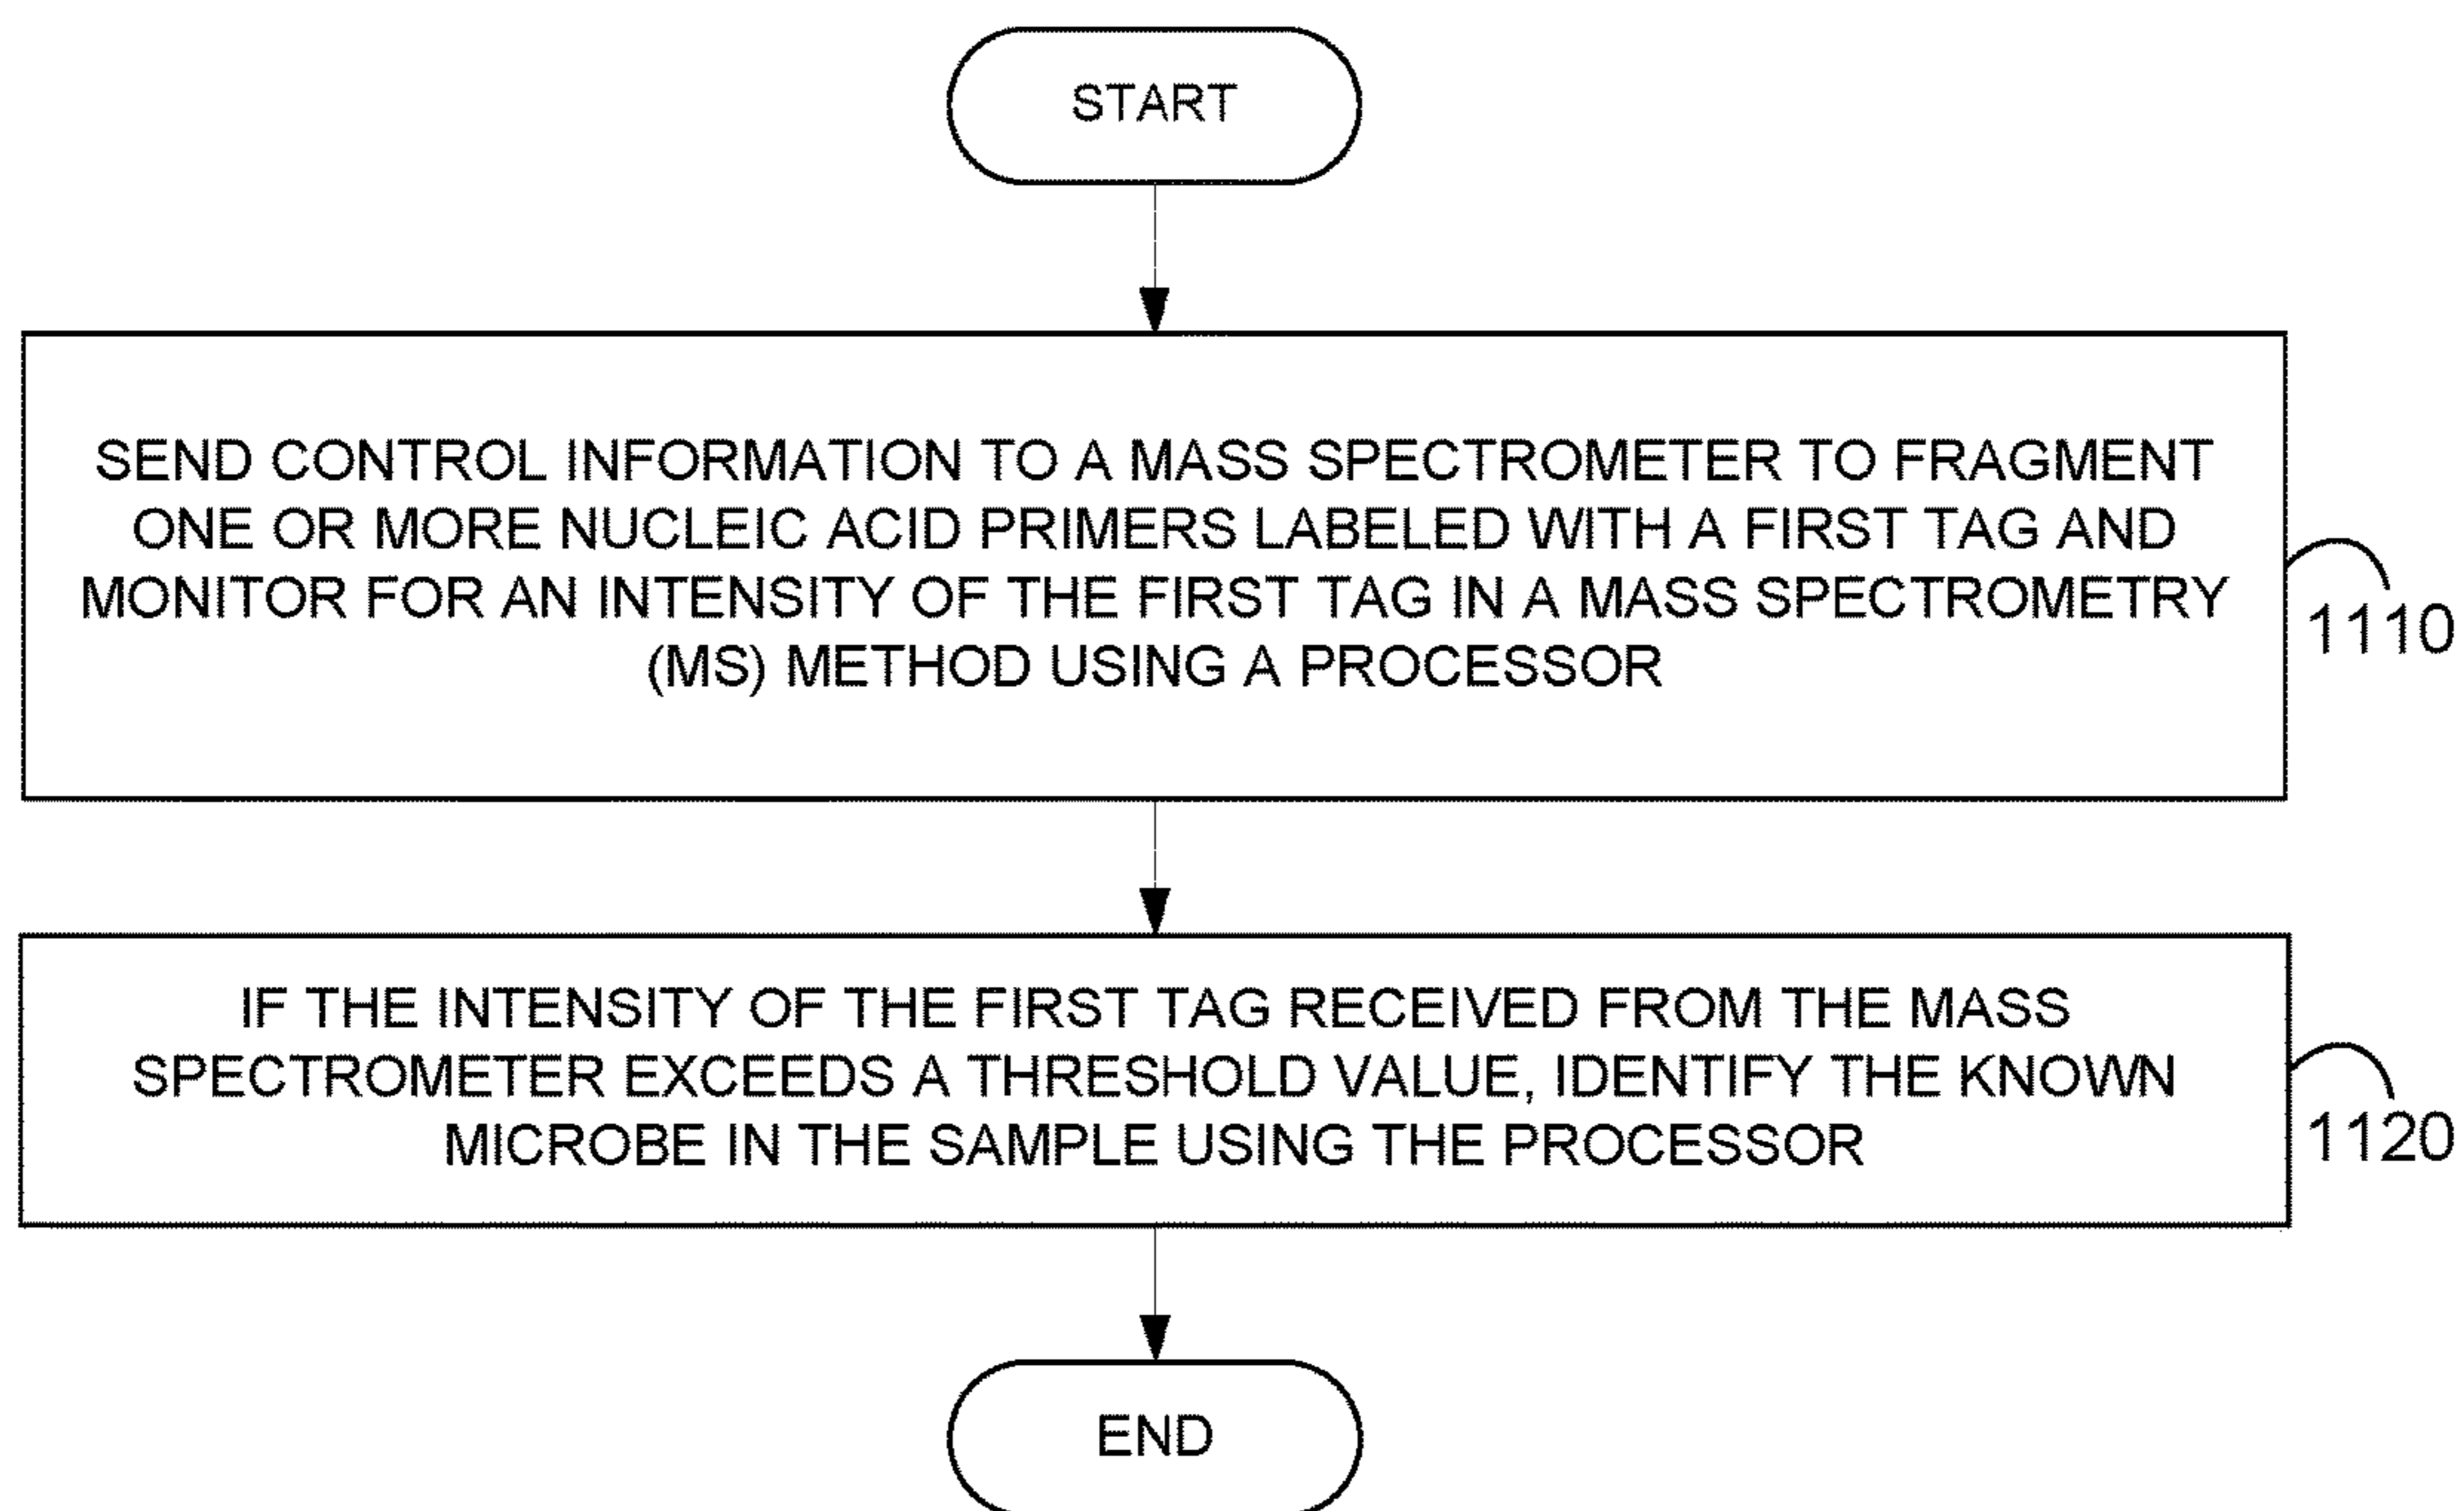 START
SEND CONTROL INFORMATION TO A MASS SPECTROMETER TO FRAGMENT
ONE OR MORE NUCLEIC ACID PRIMERS LABELED WITH A FIRST TAG AND
MONITOR FOR AN INTENSITY OF THE FIRST TAG IN A MASS SPECTROMETRY
(MS) METHOD USING A PROCESSOR
1110
IF THE INTENSITY OF THE FIRST TAG RECEIVED FROM THE MASS
SPECTROMETER EXCEEDS A THRESHOLD VALUE, IDENTIFY THE KNOWN
MICROBE IN THE SAMPLE USING THE PROCESSOR
1120
END